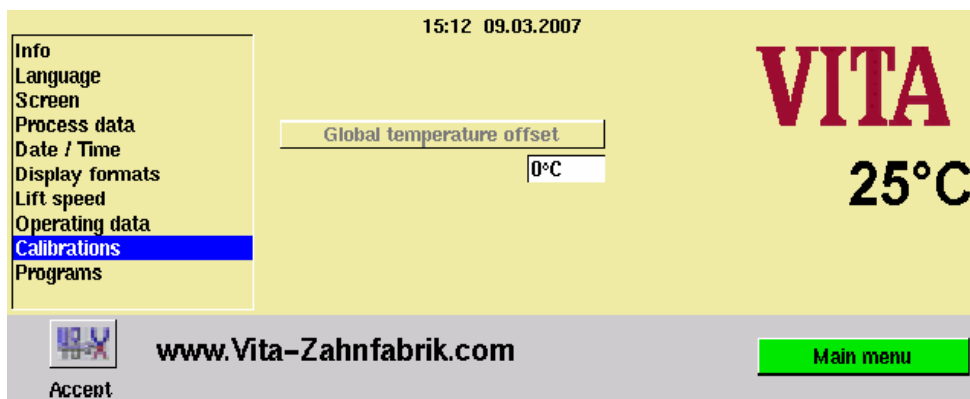 15:12 09.03.2007
Info
Language
Screen
Process data
Date / Time
Display formats
Lift speed
Operating data
Calibrations
Programs
Global temperature offset
0°C
VITA
25°C
Accept
www.Vita-Zahnfabrik.com
Main menu